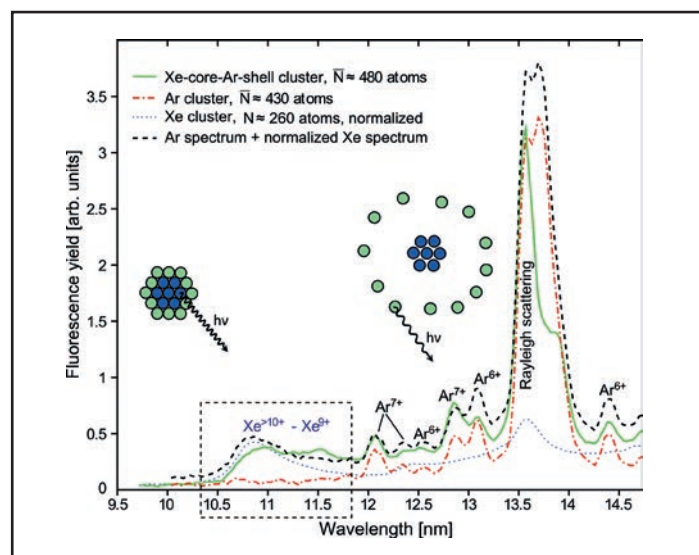 Xe-core-Ar-shell cluster, N̅ ≈ 480 atoms
Ar cluster, N̅ ≈ 430 atoms
Xe cluster, N ≈ 260 atoms, normalized
Ar spectrum + normalized Xe spectrum
Fluorescence yield [arb. units]
3.5
3
2.5
2
1.5
1
0.5
0
hν
hν
Rayleigh scattering
Xe>10+ - Xe9+
Ar7+
Ar6+
Ar7+
Ar6+
Ar6+
9.5 10 10.5 11 11.5 12 12.5 13 13.5 14 14.5
Wavelength [nm]